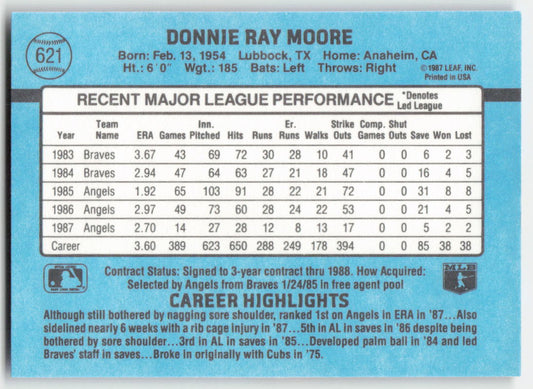 621
DONNIE RAY MOORE
Born: Feb. 13, 1954 Lubbock, TX Home: Anaheim, CA
Ht.: 6´0" Wgt.: 185 Bats: Left Throws: Right
©1987 LEAF, INC.
Printed in USA
RECENT MAJOR LEAGUE PERFORMANCE *Denotes
Led League
Team Inn. Er. Strike Comp. Shut
Year Name ERA Games Pitched Hits Runs Runs Walks Outs Games Outs Save Won Lost
1983 Braves 3.67 43 69 72 30 28 10 41 0 0 6 2 3
1984 Braves 2.94 47 64 63 27 21 18 47 0 0 16 4 5
1985 Angels 1.92 65 103 91 28 22 21 72 0 0 31 8 8
1986 Angels 2.97 49 73 60 28 24 22 53 0 0 21 4 5
1987 Angels 2.70 14 27 28 12 8 13 17 0 0 5 2 2
Career 3.60 389 623 650 288 249 178 394 0 0 85 38 38
Contract Status: Signed to 3-year contract thru 1988. How Acquired:
Selected by Angels from Braves 1/24/85 in free agent pool
MLB
CAREER HIGHLIGHTS
Although still bothered by nagging sore shoulder, ranked 1st on Angels in ERA in '87...Also
sidelined nearly 6 weeks with a rib cage injury in '87...5th in AL in saves in '86 despite being
bothered by sore shoulder...3rd in AL in saves in '85...Developed palm ball in '84 and led
Braves' staff in saves...Broke in originally with Cubs in '75.